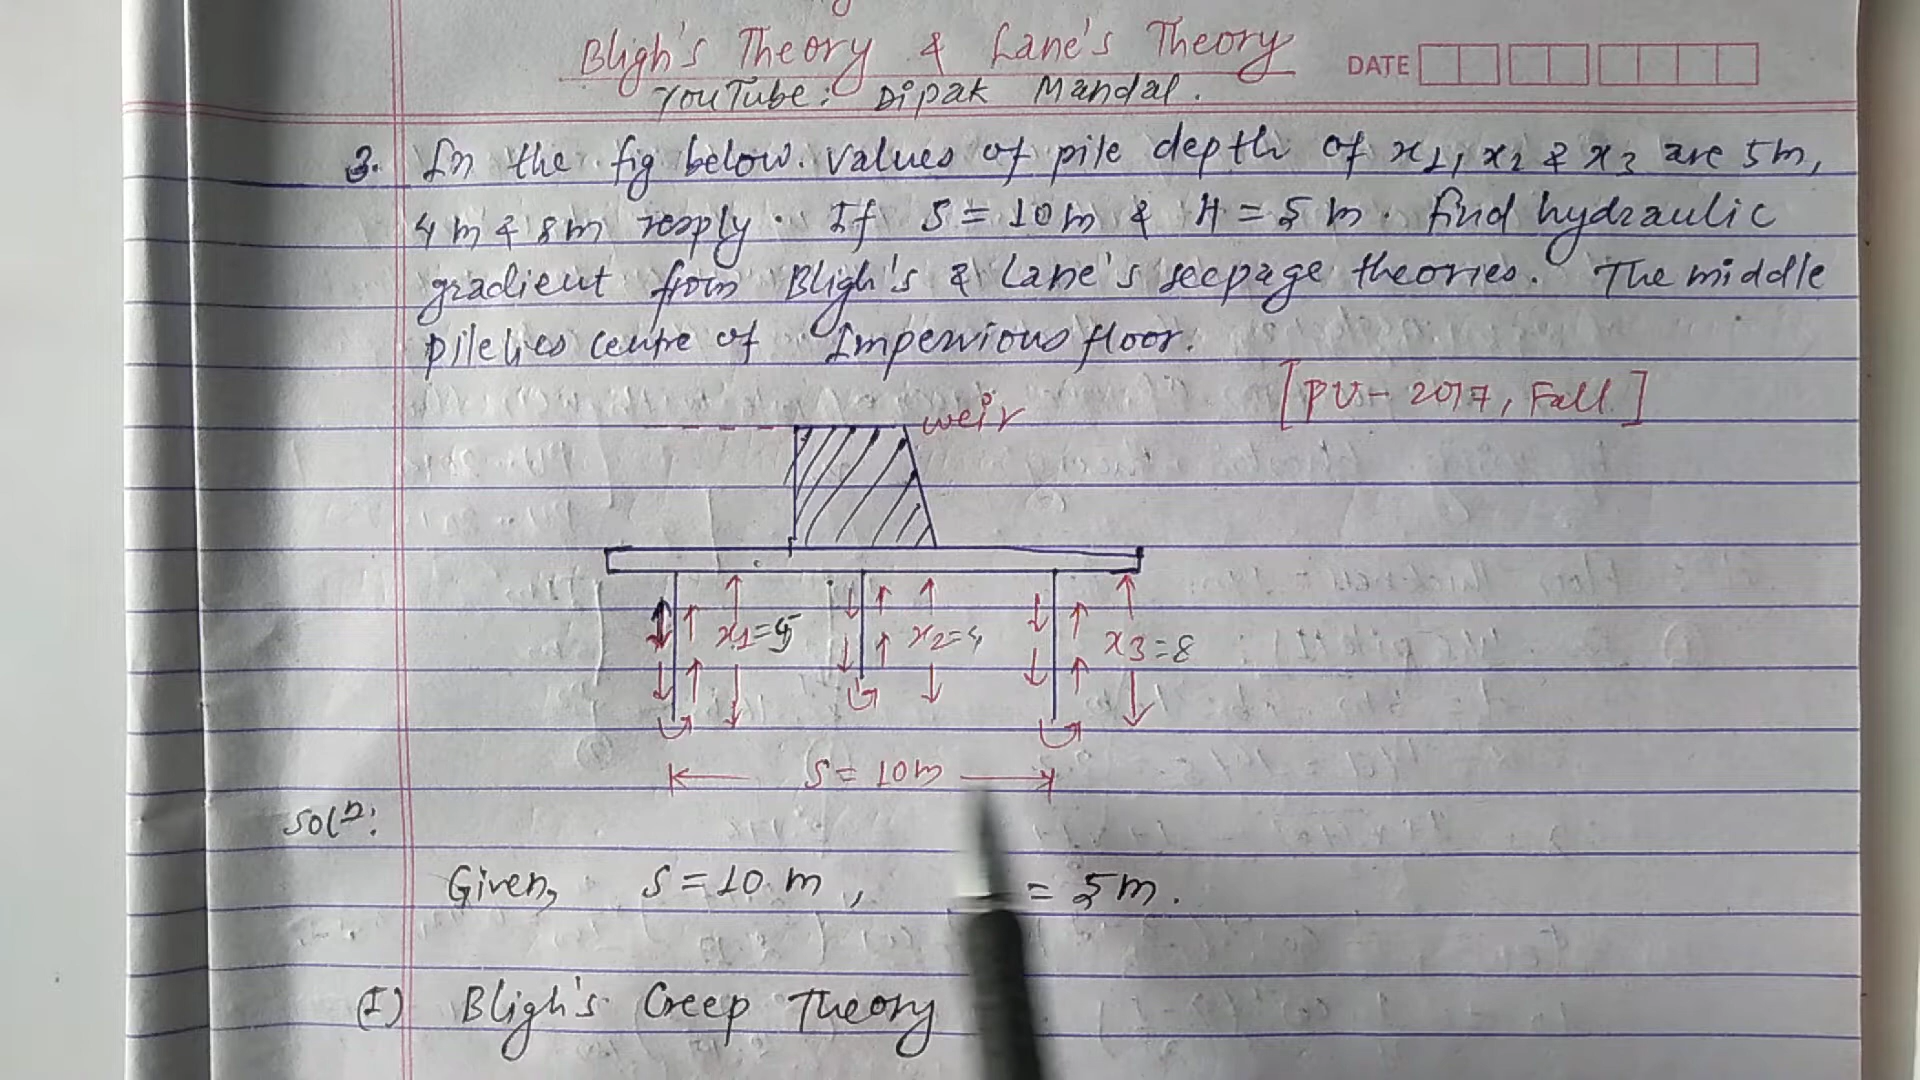 Bligh's Theory & Lane's Theory
DATE
YouTube: Dipak Mandal.
3. In the fig below. values of pile depth of x1, x2 & x3 are 5m,
4m & 8m resply. If S = 10m & H = 5m. find hydraulic
gradient from Bligh's & Lane's seepage theories. The middle
pile lies centre of Impervious floor.
[PU- 2017, Fall]
weir
x1=5 x2=4 x3=8
S = 10m
Soln:
Given, S = 10 m, = 5m.
(I) Bligh's Creep Theory